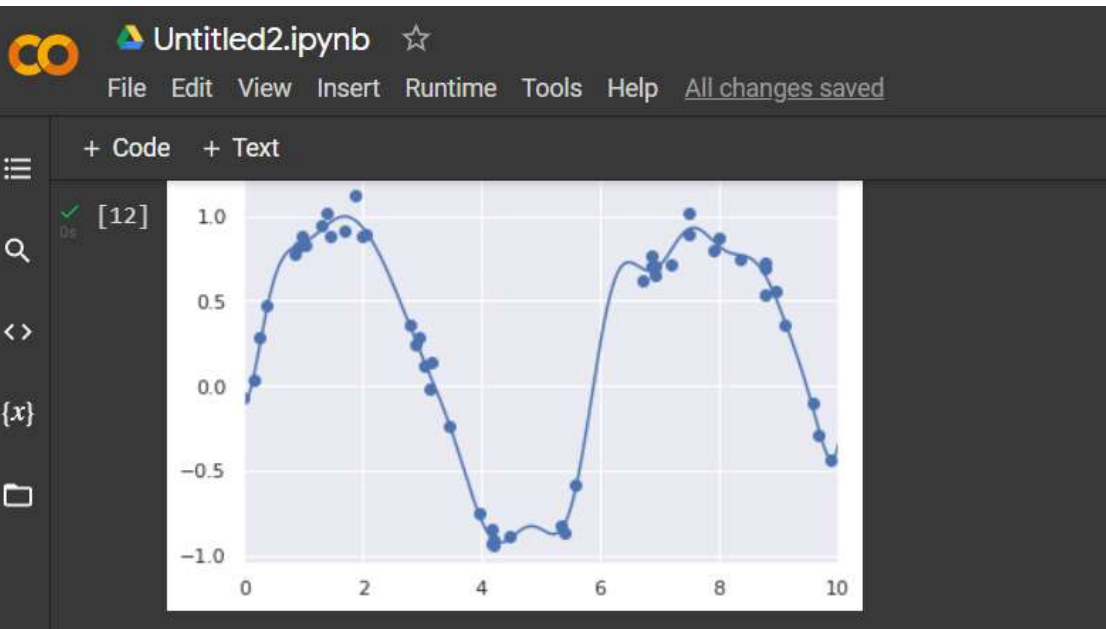 Untitled2.ipynb
File Edit View Insert Runtime Tools Help All changes saved
+ Code + Text
[12]
0s
1.0
0.5
0.0
−0.5
−1.0
0 2 4 6 8 10
<>
{x}